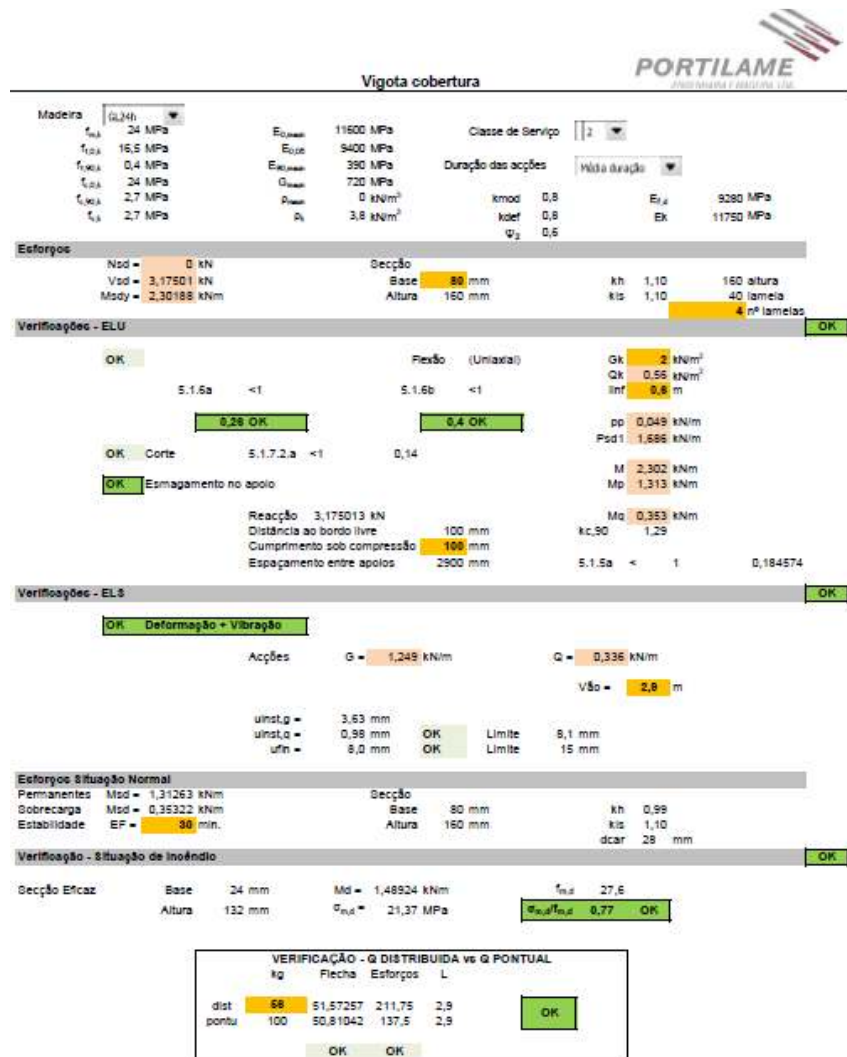 PORTILAME
Vigota cobertura
Madeira GL24h
fm,k 24 MPa E0,mean 11600 MPa Classe de Serviço 2
ft,0,k 16,5 MPa E0,05 9400 MPa
ft,90,k 0,4 MPa E90,mean 390 MPa Duração das acções Média duração
fc,0,k 24 MPa Gmean 720 MPa
fc,90,k 2,7 MPa ρmean 0 kN/m³ kmod 0,8 Ef,d 9280 MPa
fv,k 2,7 MPa ρk 3,8 kN/m³ kdef 0,8 Ek 11750 MPa
Ψ2 0,6
Esforços
Nsd = 0 kN Secção
Vsd = 3,17501 kN Base 80 mm kh 1,10 160 altura
Msdy = 2,30188 kNm Altura 160 mm kls 1,10 40 lamela
4 nº lamelas
Verificações - ELU OK
OK Flexão (Uniaxial) Gk 2 kN/m²
Qk 0,56 kN/m²
5.1.6a <1 5.1.6b <1 linf 0,6 m
0,28 OK 0,4 OK pp 0,049 kN/m
Psd1 1,686 kN/m
OK Corte 5.1.7.2.a <1 0,14
M 2,302 kNm
OK Esmagamento no apoio Mp 1,313 kNm
Reacção 3,175013 kN Mq 0,353 kNm
Distância ao bordo livre 100 mm kc,90 1,29
Cumprimento sob compressão 100 mm
Espaçamento entre apoios 2900 mm 5.1.5a < 1 0,184574
Verificações - ELS OK
OK Deformação + Vibração
Acções G = 1,249 kN/m Q = 0,336 kN/m
Vão = 2,9 m
uinst,g = 3,63 mm
uinst,q = 0,98 mm OK Limite 8,1 mm
ufin = 8,0 mm OK Limite 15 mm
Esforços Situação Normal
Permanentes Msd = 1,31263 kNm Secção
Sobrecarga Msd = 0,35322 kNm Base 80 mm kh 0,99
Estabilidade EF = 30 min. Altura 160 mm kls 1,10
dcar 28 mm
Verificação - Situação de Incêndio OK
Secção Eficaz Base 24 mm Md = 1,48924 kNm fm,d 27,6
Altura 132 mm σm,d = 21,37 MPa σm,d/fm,d 0,77 OK
VERIFICAÇÃO - Q DISTRIBUIDA vs Q PONTUAL
kg Flecha Esforços L
dist 56 51,57257 211,75 2,9 OK
pontu 100 50,81042 137,5 2,9
OK OK